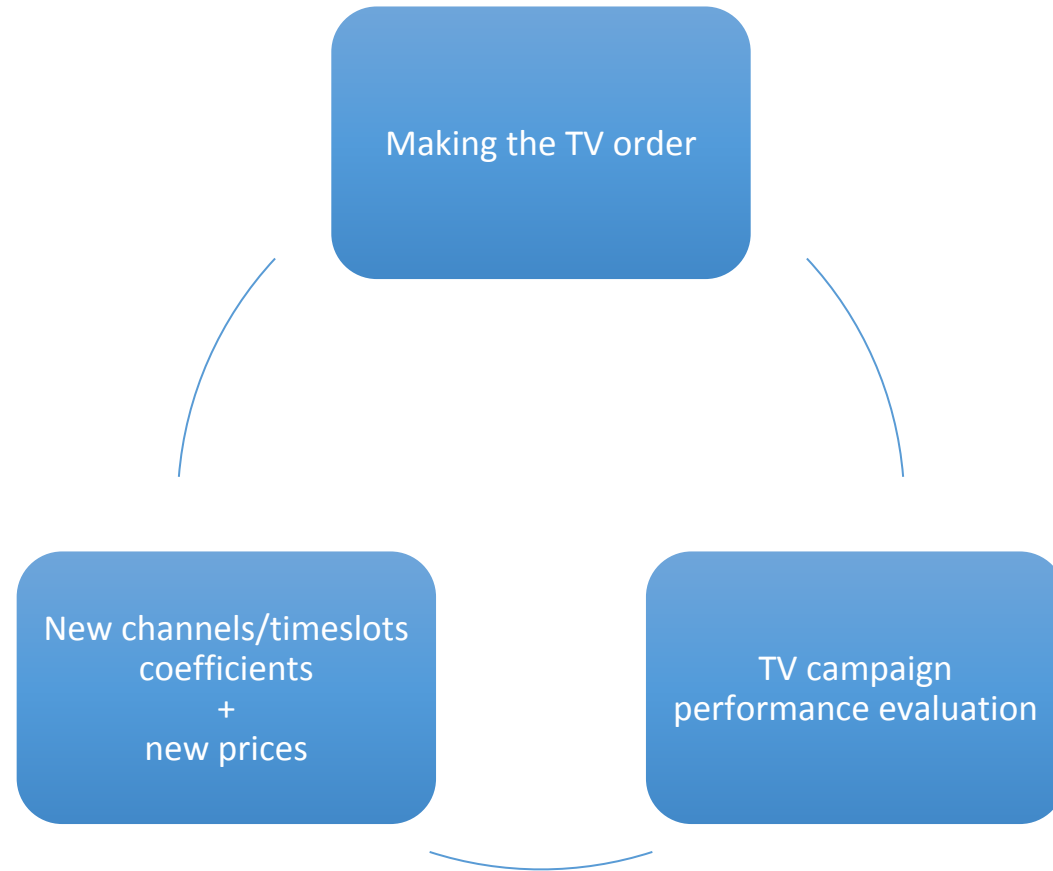 Making the TV order
New channels/timeslots
coefficients
+
new prices
TV campaign
performance evaluation